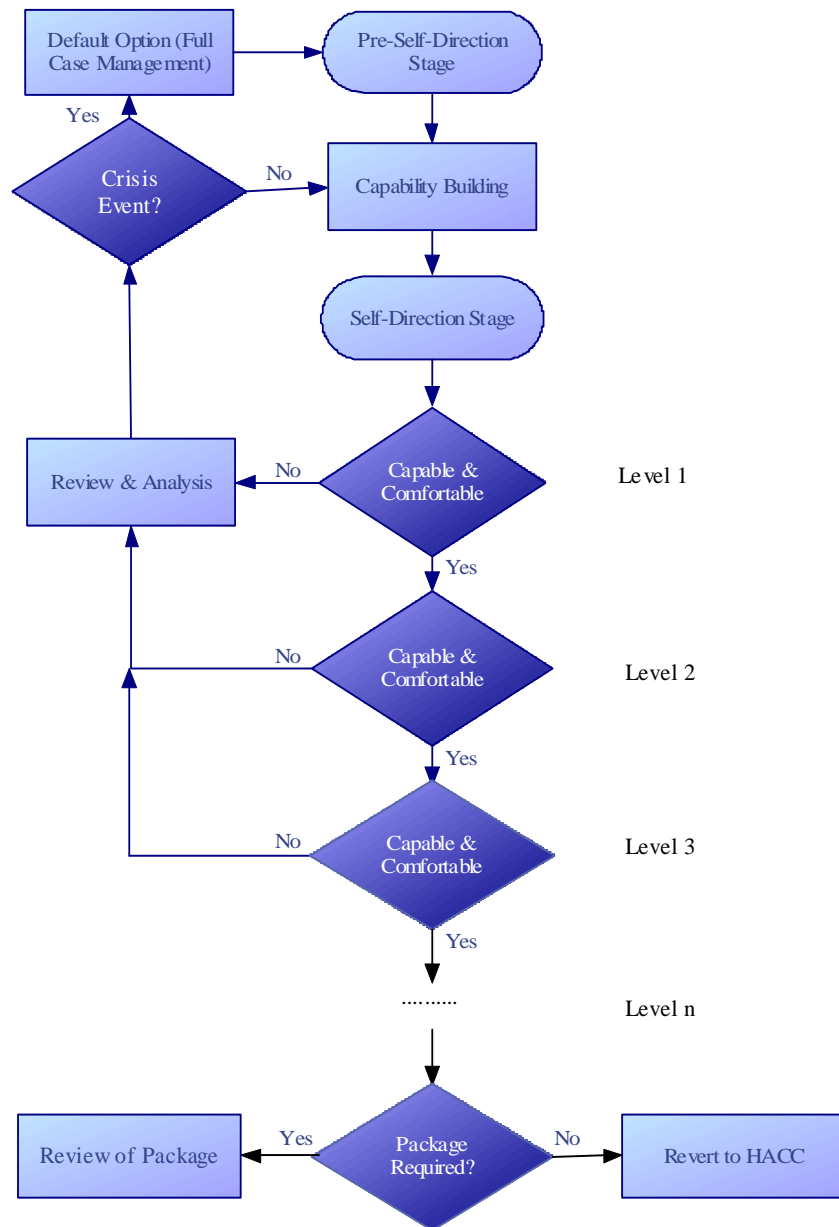 Default Option (Full
Case Management)
Pre-Self-Direction
Stage
Yes
Crisis
Event?
No
Capability Building
Self-Direction Stage
Review & Analysis
No
Capable &
Comfortable
Level 1
Yes
No
Capable &
Comfortable
Level 2
Yes
No
Capable &
Comfortable
Level 3
Yes
..........
Level n
Review of Package
Yes
Package
Required?
No
Revert to HACC